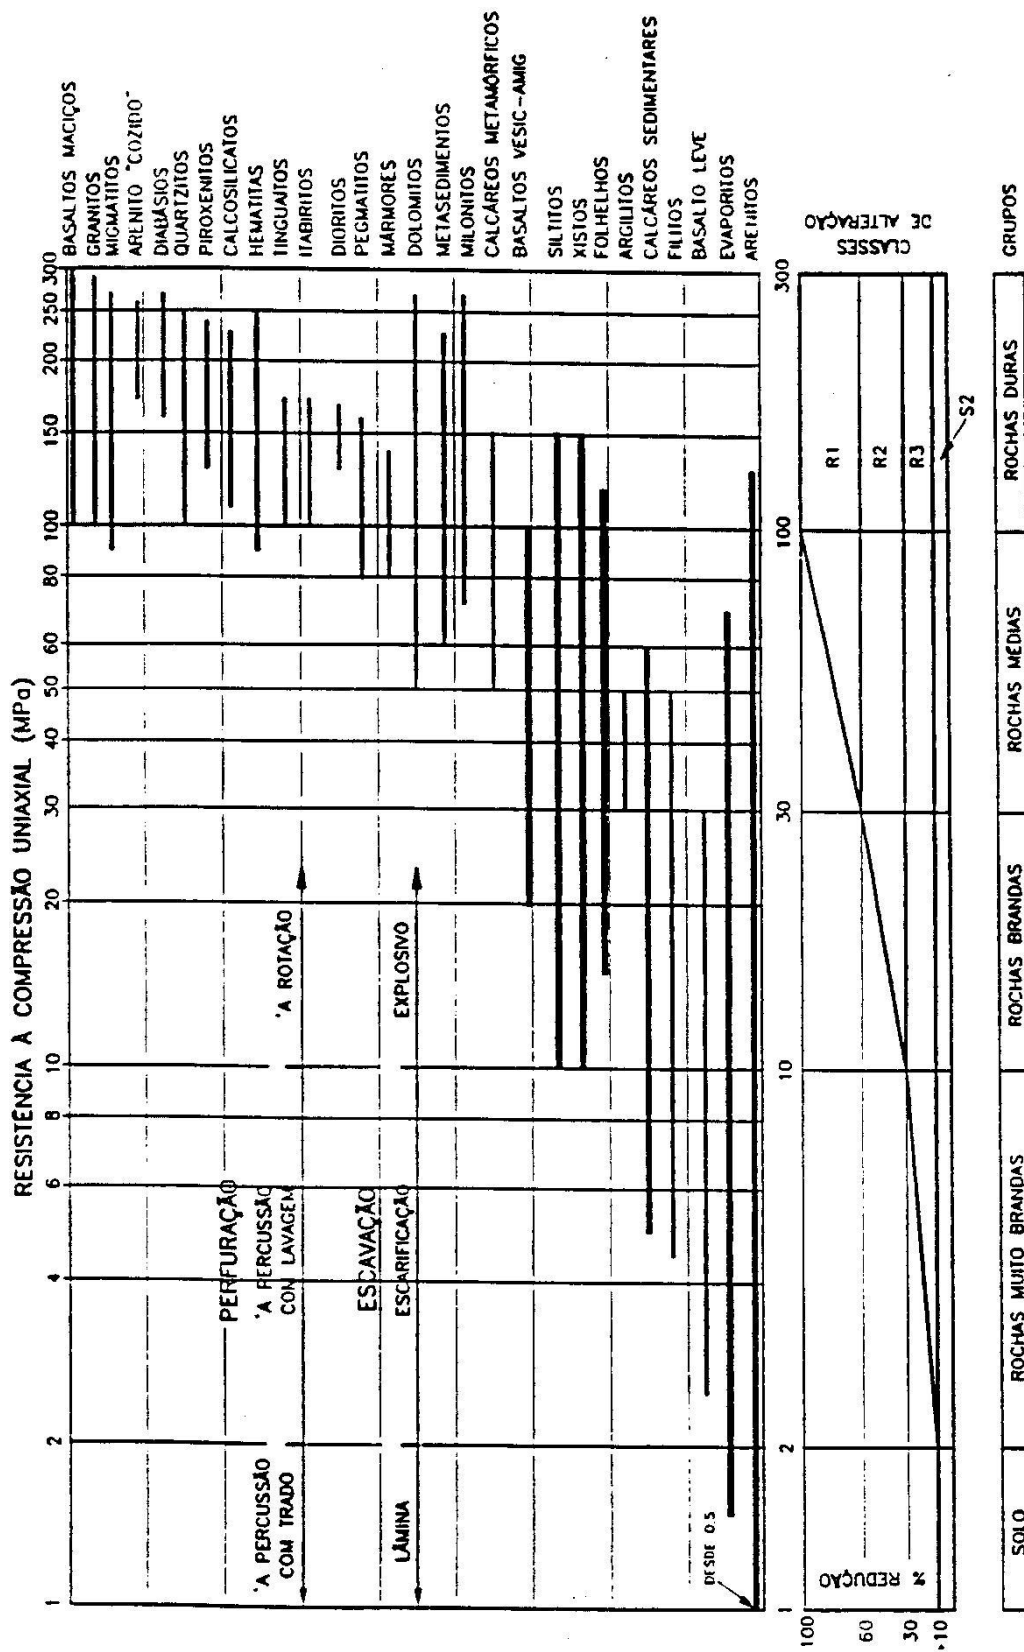 RESISTÊNCIA À COMPRESSÃO UNIAXIAL (MPa)
1 2 4 6 8 10 20 30 40 50 60 80 100 150 200 250 300
BASALTOS MACIÇOS
GRANITOS
MIGMATITOS
ARENITO "COZIDO"
DIABÁSIOS
QUARTZITOS
PIROXENITOS
CALCOSILICATOS
HEMATITAS
TINGUAITOS
ITABIRITOS
DIORITOS
PEGMATITOS
MÁRMORES
DOLOMITOS
METASEDIMENTOS
MILONITOS
CALCÁREOS METAMÓRFICOS
BASALTOS VESIC-AMIG
SILTITOS
XISTOS
FOLHELHOS
ARGILITOS
CALCÁREOS SEDIMENTARES
FILITOS
BASALTO LEVE
EVAPORITOS
ARENITOS
PERFURAÇÃO
'A PERCUSSÃO
COM TRADO
'A PERCUSSÃO
COM LAVAGEM
'A ROTAÇÃO
ESCAVAÇÃO
LÂMINA
ESCARIFICAÇÃO
EXPLOSIVO
DESDE 0.5
1 2 10 30 100 300
100
60
30
10
% REDUÇÃO
R1
R2
R3
S2
CLASSES
DE ALTERAÇÃO
SOLO ROCHAS MUITO BRANDAS ROCHAS BRANDAS ROCHAS MÉDIAS ROCHAS DURAS GRUPOS